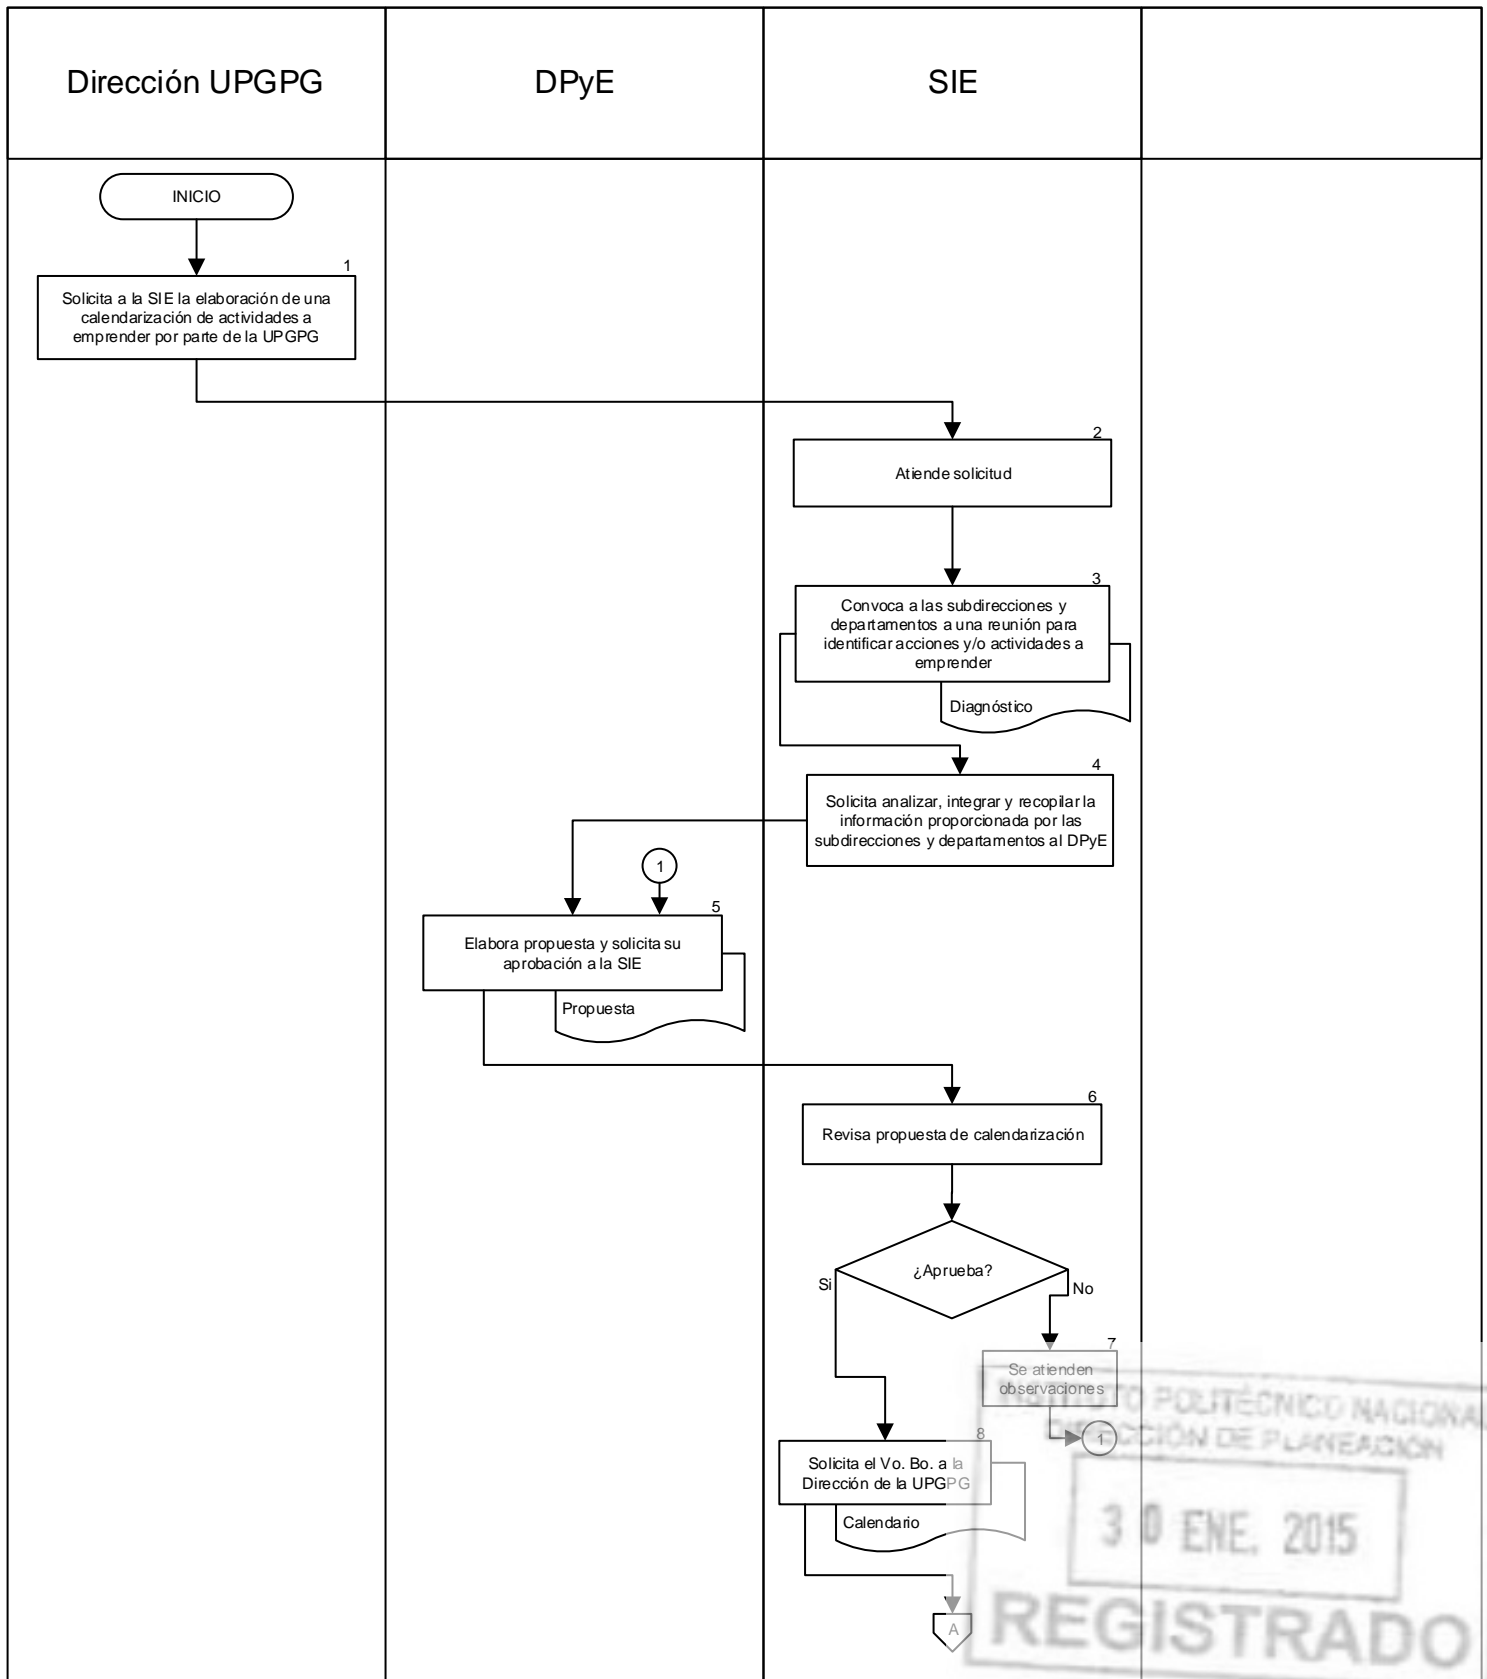 Dirección UPGPG
DPyE
SIE
INICIO
1
Solicita a la SIE la elaboración de una
calendarización de actividades a
emprender por parte de la UPGPG
2
Atiende solicitud
3
Convoca a las subdirecciones y
departamentos a una reunión para
identificar acciones y/o actividades a
emprender
Diagnóstico
4
Solicita analizar, integrar y recopilar la
información proporcionada por las
subdirecciones y departamentos al DPyE
1
5
Elabora propuesta y solicita su
aprobación a la SIE
Propuesta
6
Revisa propuesta de calendarización
¿Aprueba?
Si
No
7
Se atienden
observaciones
1
8
Solicita el Vo. Bo. a la
Dirección de la UPGPG
Calendario
A
INSTITUTO POLITÉCNICO NACIONAL
DIRECCIÓN DE PLANEACIÓN
30 ENE. 2015
REGISTRADO